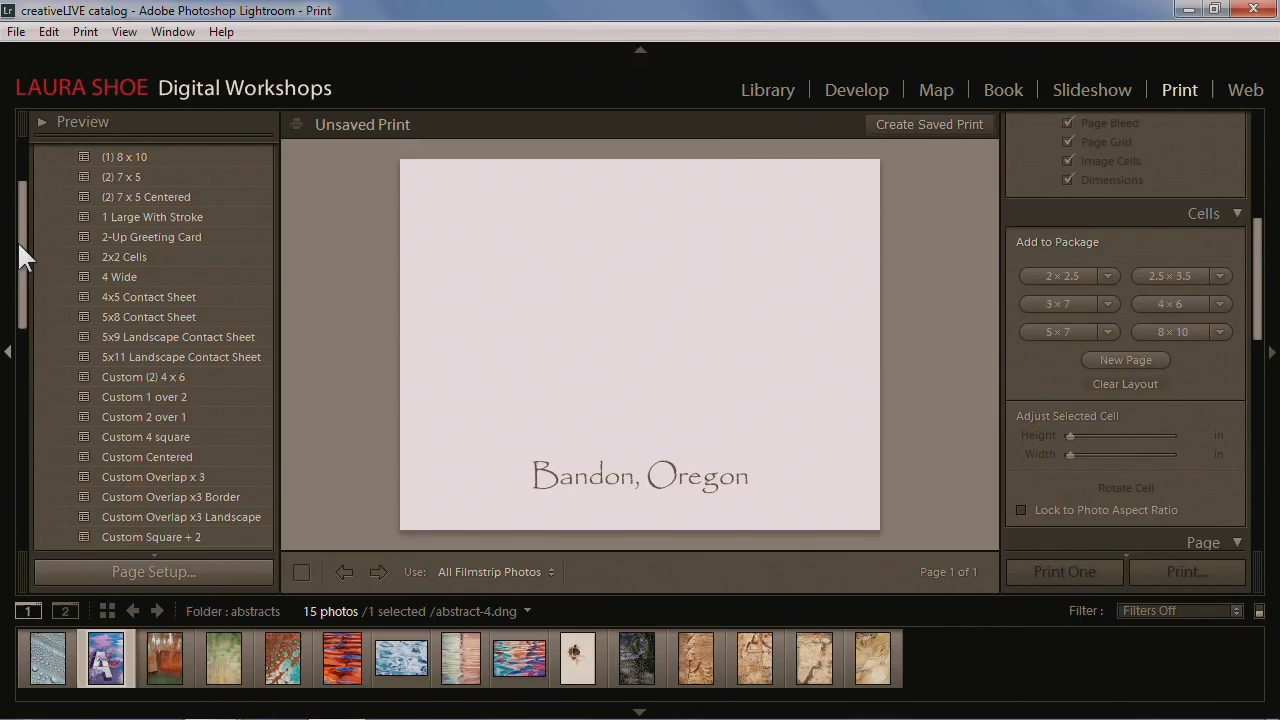 Lr creativeLIVE catalog - Adobe Photoshop Lightroom - Print
File Edit Print View Window Help
LAURA SHOE Digital Workshops
Library Develop Map Book Slideshow Print Web
Preview
(1) 8 x 10
(2) 7 x 5
(2) 7 x 5 Centered
1 Large With Stroke
2-Up Greeting Card
2x2 Cells
4 Wide
4x5 Contact Sheet
5x8 Contact Sheet
5x9 Landscape Contact Sheet
5x11 Landscape Contact Sheet
Custom (2) 4 x 6
Custom 1 over 2
Custom 2 over 1
Custom 4 square
Custom Centered
Custom Overlap x 3
Custom Overlap x3 Border
Custom Overlap x3 Landscape
Custom Square + 2
Page Setup...
Unsaved Print
Create Saved Print
Bandon, Oregon
Use: All Filmstrip Photos
Page 1 of 1
Page Bleed
Page Grid
Image Cells
Dimensions
Cells
Add to Package
2 × 2.5 2.5 × 3.5
3 × 7 4 × 6
5 × 7 8 × 10
New Page
Clear Layout
Adjust Selected Cell
Height in
Width in
Rotate Cell
Lock to Photo Aspect Ratio
Page
Print One Print...
1 2 Folder : abstracts 15 photos / 1 selected / abstract-4.dng Filter : Filters Off
A